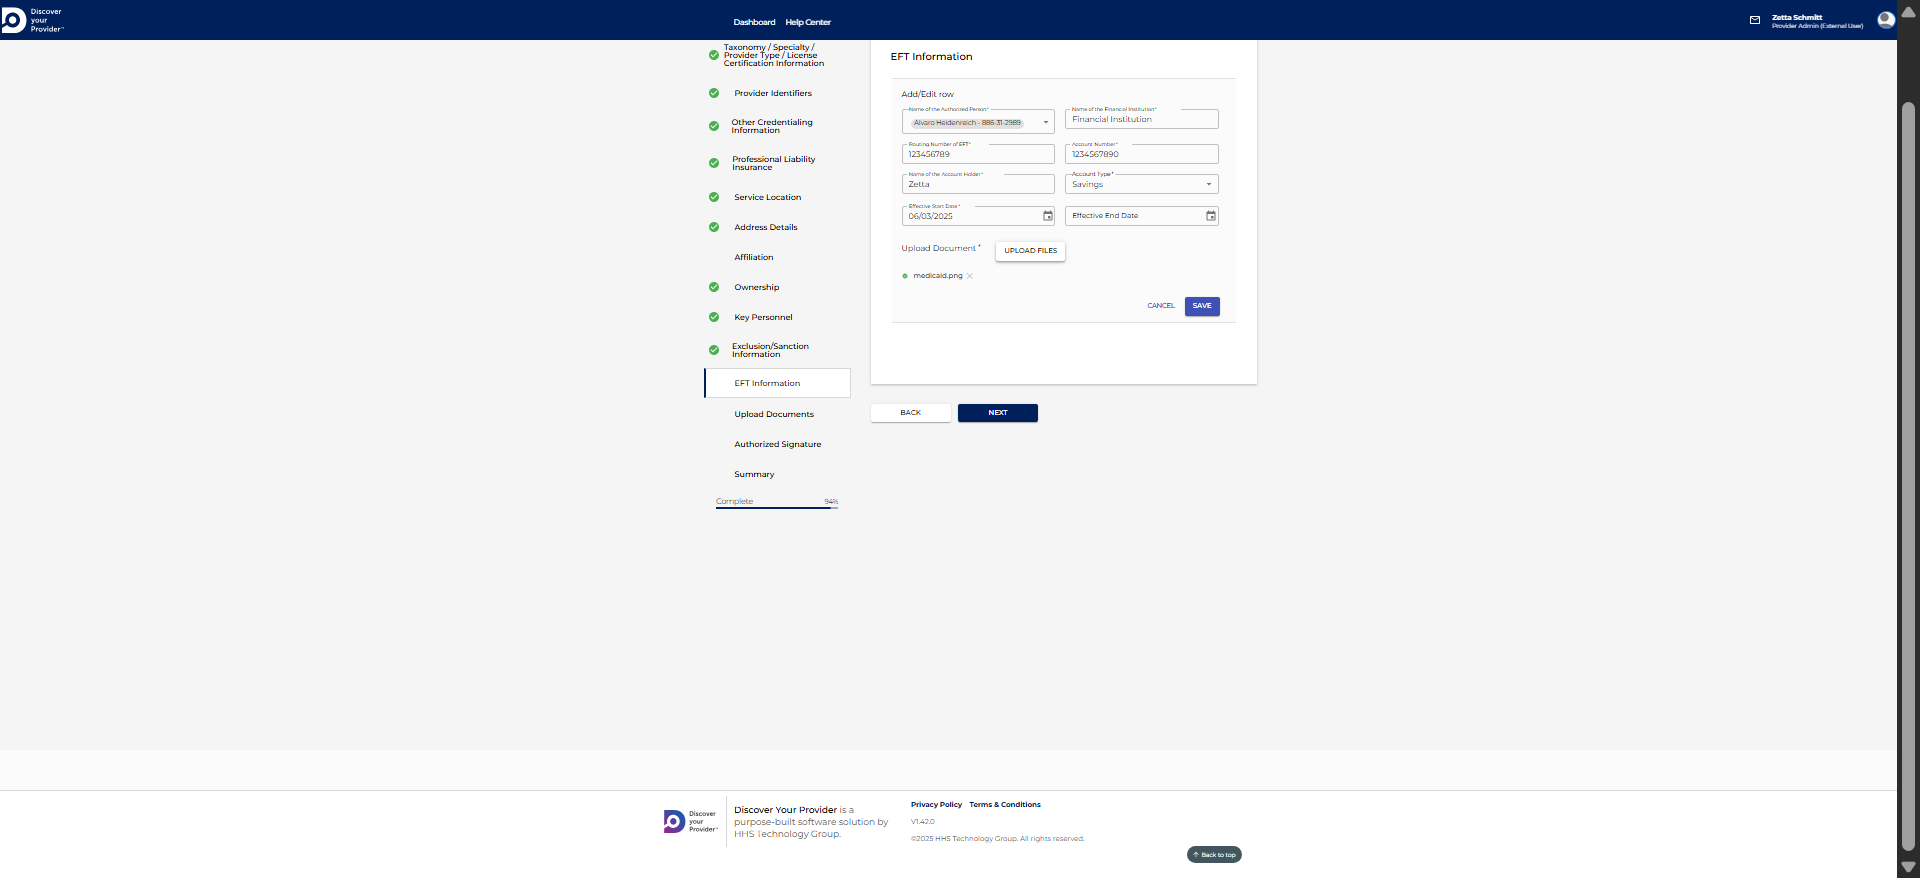 Discover
your
Provider™
Dashboard Help Center
Zetta Schmitt
Provider Admin (External User)
Taxonomy / Specialty /
Provider Type / License
Certification Information
Provider Identifiers
Other Credentialing
Information
Professional Liability
Insurance
Service Location
Address Details
Affiliation
Ownership
Key Personnel
Exclusion/Sanction
Information
EFT Information
Upload Documents
Authorized Signature
Summary
Complete 94%
EFT Information
Add/Edit row
Name of the Authorized Person*
Alvaro Heidenreich - 886-31-2989
Name of the Financial Institution*
Financial Institution
Routing Number of EFT*
123456789
Account Number*
1234567890
Name of the Account Holder*
Zetta
Account Type*
Savings
Effective Start Date*
06/03/2025
Effective End Date
Upload Document *
UPLOAD FILES
medicaid.png
CANCEL SAVE
BACK NEXT
Discover
your
Provider™
Discover Your Provider is a
purpose-built software solution by
HHS Technology Group.
Privacy Policy Terms & Conditions
V1.42.0
©2025 HHS Technology Group. All rights reserved.
Back to top